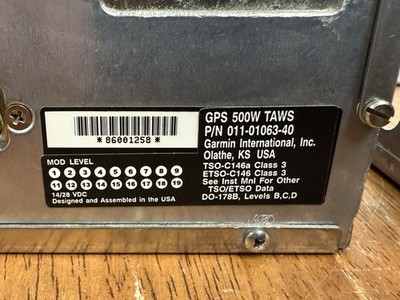 *86001258*
MOD LEVEL
1 2 3 4 5 6 7 8 9
11 12 13 14 15 16 17 18 19
14/28 VDC
Designed and Assembled in the USA
GPS 500W TAWS
P/N 011-01063-40
Garmin International, Inc.
Olathe, KS USA
TSO-C146a Class 3
ETSO-C146 Class 3
See Inst Mnl For Other
TSO/ETSO Data
DO-178B, Levels B,C,D